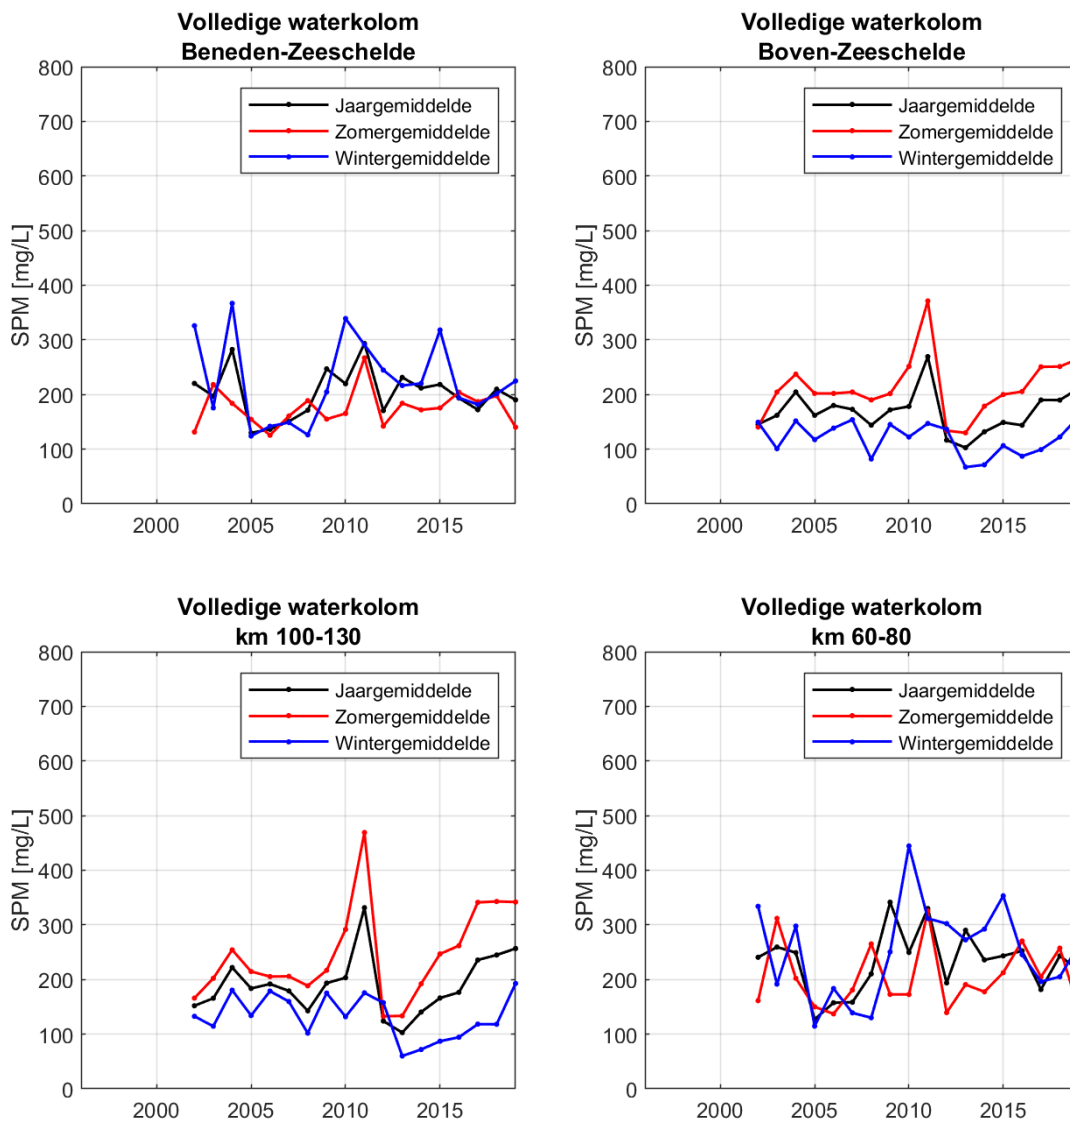 Volledige waterkolom
Beneden-Zeeschelde
800
700
600
500
400
300
200
100
0
SPM [mg/L]
2000
2005
2010
2015
Jaargemiddelde
Zomergemiddelde
Wintergemiddelde
Volledige waterkolom
Boven-Zeeschelde
800
700
600
500
400
300
200
100
0
SPM [mg/L]
2000
2005
2010
2015
Jaargemiddelde
Zomergemiddelde
Wintergemiddelde
Volledige waterkolom
km 100-130
800
700
600
500
400
300
200
100
0
SPM [mg/L]
2000
2005
2010
2015
Jaargemiddelde
Zomergemiddelde
Wintergemiddelde
Volledige waterkolom
km 60-80
800
700
600
500
400
300
200
100
0
SPM [mg/L]
2000
2005
2010
2015
Jaargemiddelde
Zomergemiddelde
Wintergemiddelde